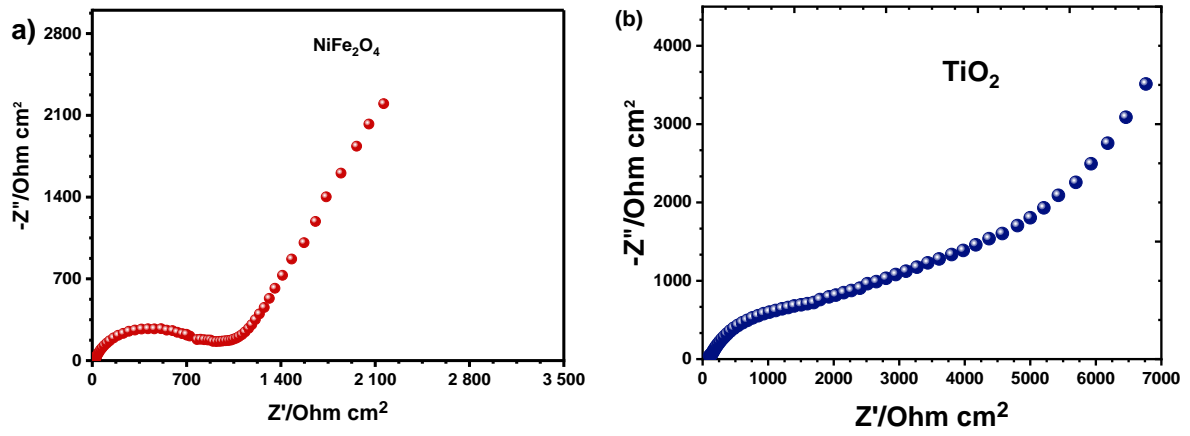 a)
NiFe₂O₄
2800
2100
1400
700
0
-Z"/Ohm cm²
0 700 1 400 2 100 2 800 3 500
Z'/Ohm cm²
(b)
TiO₂
4000
3000
2000
1000
0
-Z"/Ohm cm²
0 1000 2000 3000 4000 5000 6000 7000
Z'/Ohm cm²